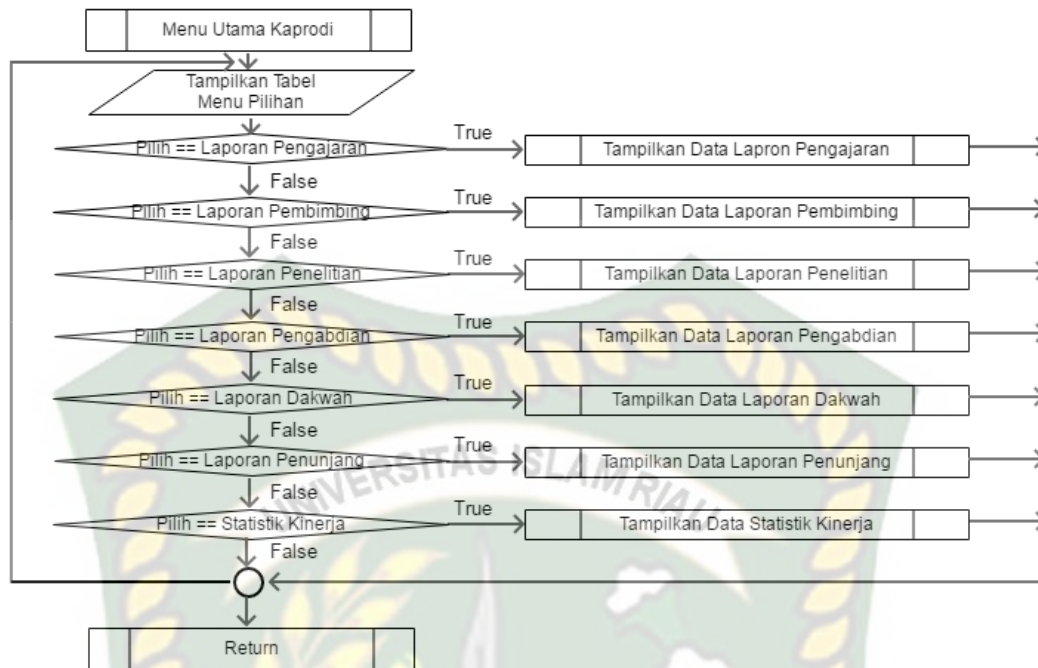 Menu Utama Kaprodi
Tampilkan Tabel
Menu Pilihan
Pilih == Laporan Pengajaran
True
Tampilkan Data Lapron Pengajaran
False
Pilih == Laporan Pembimbing
True
Tampilkan Data Laporan Pembimbing
False
Pilih == Laporan Penelitian
True
Tampilkan Data Laporan Penelitian
False
Pilih == Laporan Pengabdian
True
Tampilkan Data Laporan Pengabdian
False
Pilih == Laporan Dakwah
True
Tampilkan Data Laporan Dakwah
False
Pilih == Laporan Penunjang
True
Tampilkan Data Laporan Penunjang
False
Pilih == Statistik Kinerja
True
Tampilkan Data Statistik Kinerja
False
Return
UNIVERSITAS ISLAM RIAU